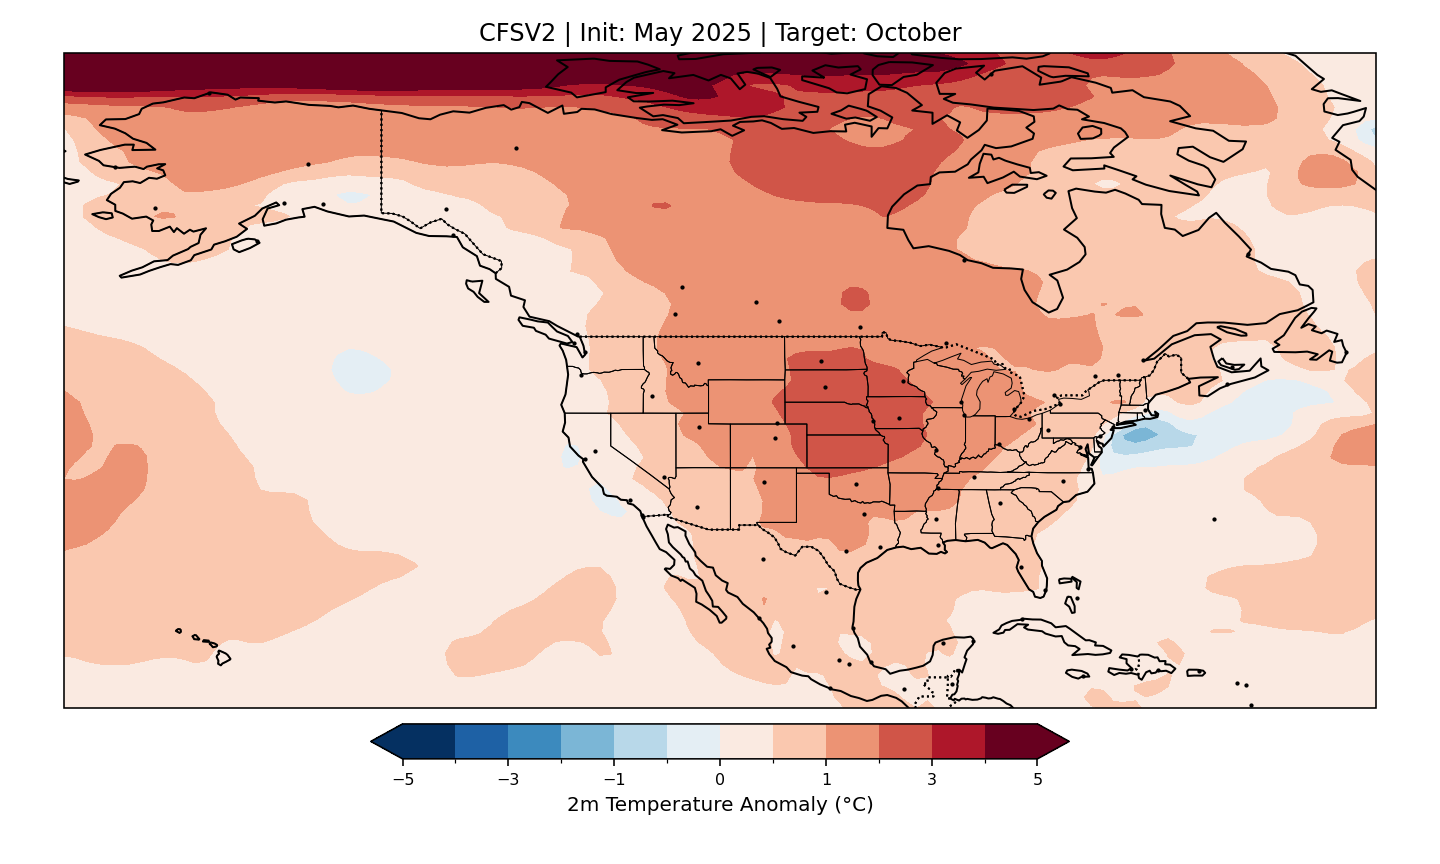 CFSV2 | Init: May 2025 | Target: October
−5 −3 −1 0 1 3 5
2m Temperature Anomaly (°C)